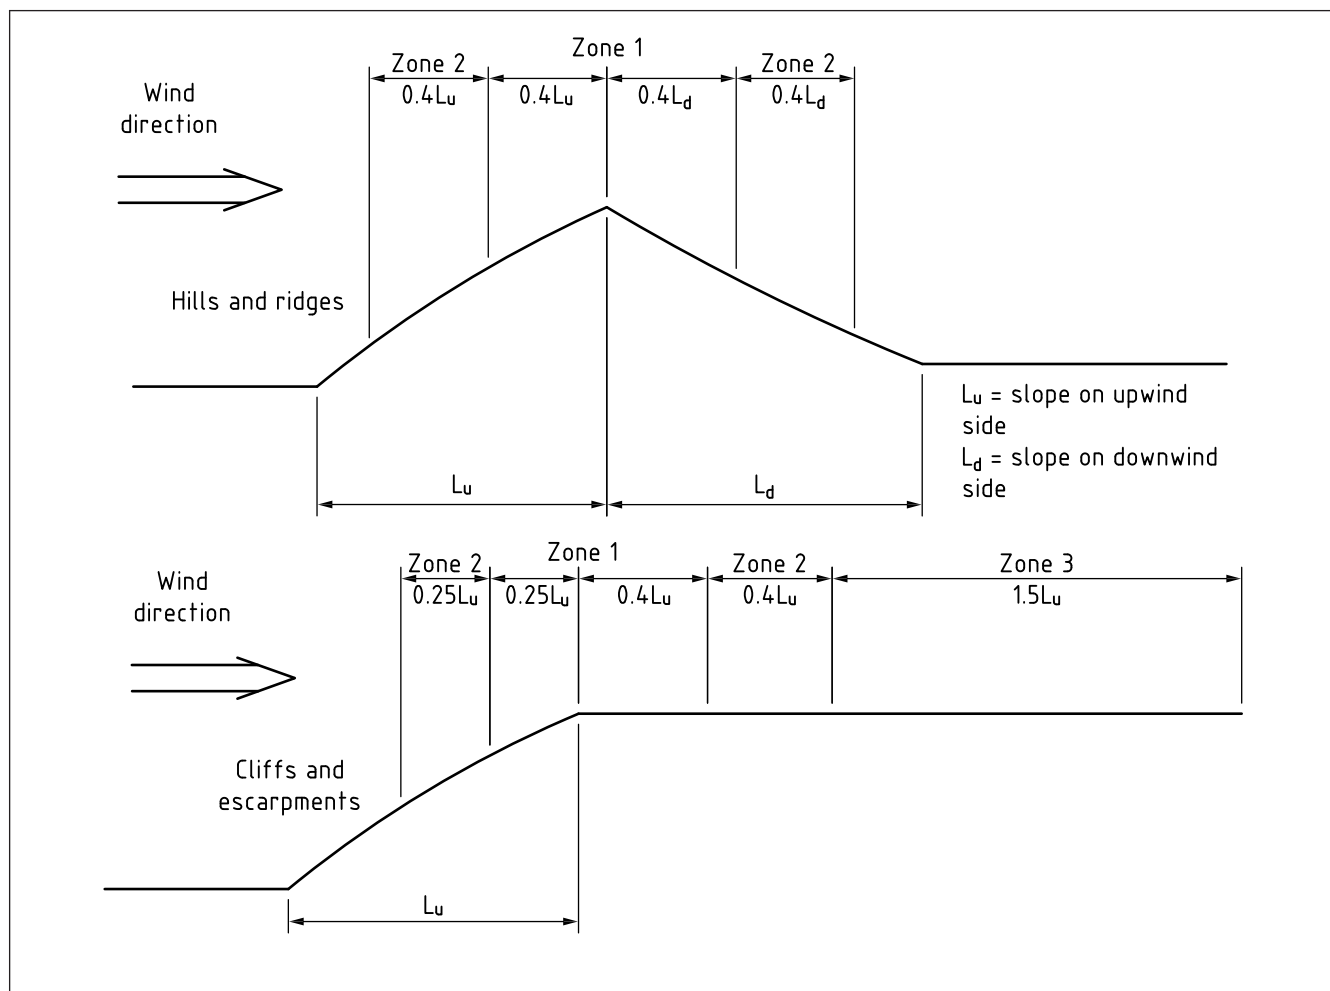 Zone 1
Zone 2
Zone 2
0.4Lu
0.4Lu
0.4Ld
0.4Ld
Wind
direction
Hills and ridges
Lu = slope on upwind
side
Ld = slope on downwind
side
Lu
Ld
Zone 1
Zone 2
Zone 2
Zone 3
0.25Lu
0.25Lu
0.4Lu
0.4Lu
1.5Lu
Wind
direction
Cliffs and
escarpments
Lu